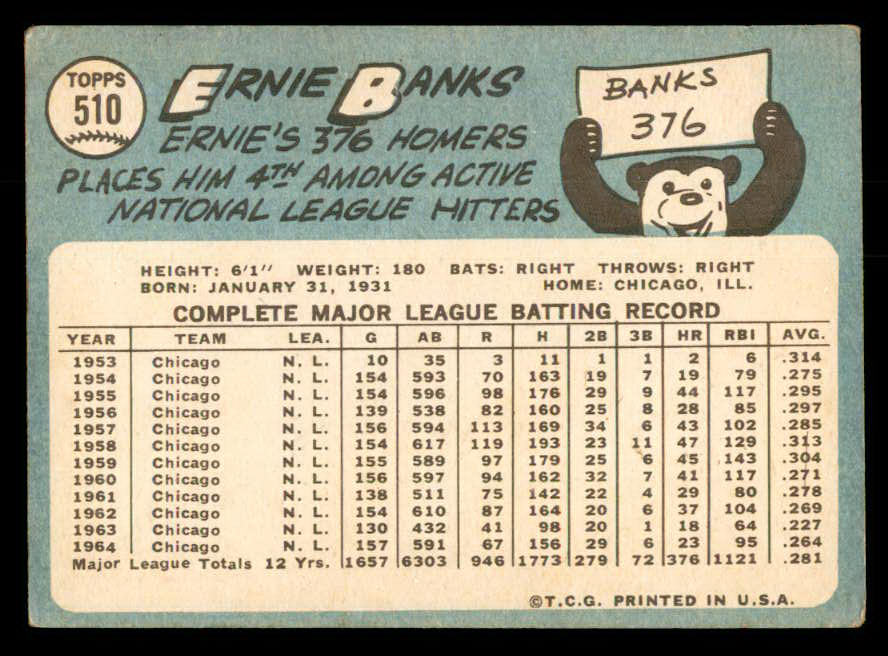 TOPPS
510
ERNIE BANKS
ERNIE'S 376 HOMERS
PLACES HIM 4TH AMONG ACTIVE
NATIONAL LEAGUE HITTERS
BANKS
376
HEIGHT: 6'1" WEIGHT: 180 BATS: RIGHT THROWS: RIGHT
BORN: JANUARY 31, 1931 HOME: CHICAGO, ILL.
COMPLETE MAJOR LEAGUE BATTING RECORD
YEAR TEAM LEA. G AB R H 2B 3B HR RBI AVG.
1953 Chicago N. L. 10 35 3 11 1 1 2 6 .314
1954 Chicago N. L. 154 593 70 163 19 7 19 79 .275
1955 Chicago N. L. 154 596 98 176 29 9 44 117 .295
1956 Chicago N. L. 139 538 82 160 25 8 28 85 .297
1957 Chicago N. L. 156 594 113 169 34 6 43 102 .285
1958 Chicago N. L. 154 617 119 193 23 11 47 129 .313
1959 Chicago N. L. 155 589 97 179 25 6 45 143 .304
1960 Chicago N. L. 156 597 94 162 32 7 41 117 .271
1961 Chicago N. L. 138 511 75 142 22 4 29 80 .278
1962 Chicago N. L. 154 610 87 164 20 6 37 104 .269
1963 Chicago N. L. 130 432 41 98 20 1 18 64 .227
1964 Chicago N. L. 157 591 67 156 29 6 23 95 .264
Major League Totals 12 Yrs. 1657 6303 946 1773 279 72 376 1121 .281
©T.C.G. PRINTED IN U.S.A.